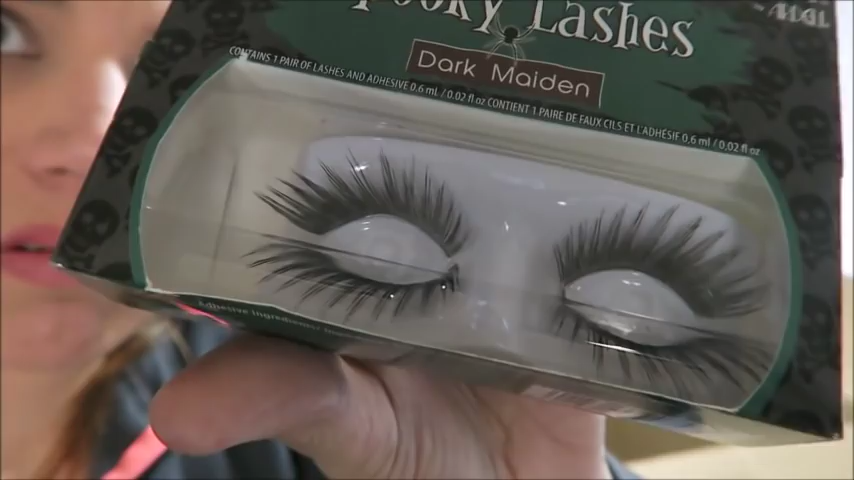 Lashes
Dark Maiden
CONTAINS 1 PAIR OF LASHES AND ADHESIVE 0.6 mL / 0.02 fl oz CONTIENT 1 PAIRE DE FAUX CILS ET L'ADHÉSIF 0.6 mL / 0.02 fl oz
Adhesive Ingredients: